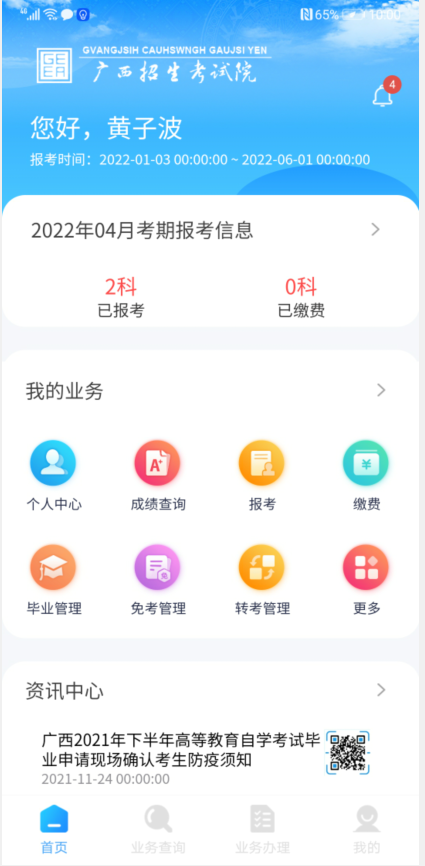 4G 65% 10:00
GVANGJSIH CAUHSWNGH GAUJSI YEN
GEEA
广西招生考试院
4
您好，黄子波
报考时间：2022-01-03 00:00:00 ~ 2022-06-01 00:00:00
2022年04月考期报考信息
2科 0科
已报考 已缴费
我的业务
个人中心 成绩查询 报考 缴费
毕业管理 免考管理 转考管理 更多
资讯中心
广西2021年下半年高等教育自学考试毕
业申请现场确认考生防疫须知
2021-11-24 00:00:00
首页 业务查询 业务办理 我的